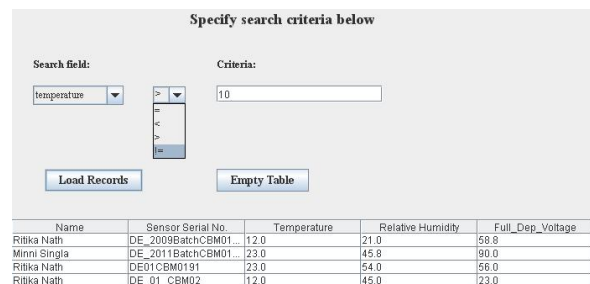 Specify search criteria below
Search field: Criteria:
temperature > 10
=
<
>
!=
Load Records Empty Table
Name Sensor Serial No. Temperature Relative Humidity Full_Dep_Voltage
Ritika Nath DE_2009BatchCBM01... 12.0 21.0 58.8
Minni Singla DE_2011BatchCBM01... 23.0 45.8 90.0
Ritika Nath DE01CBM0191 23.0 54.0 56.0
Ritika Nath DE_01_CBM02 12.0 45.0 23.0